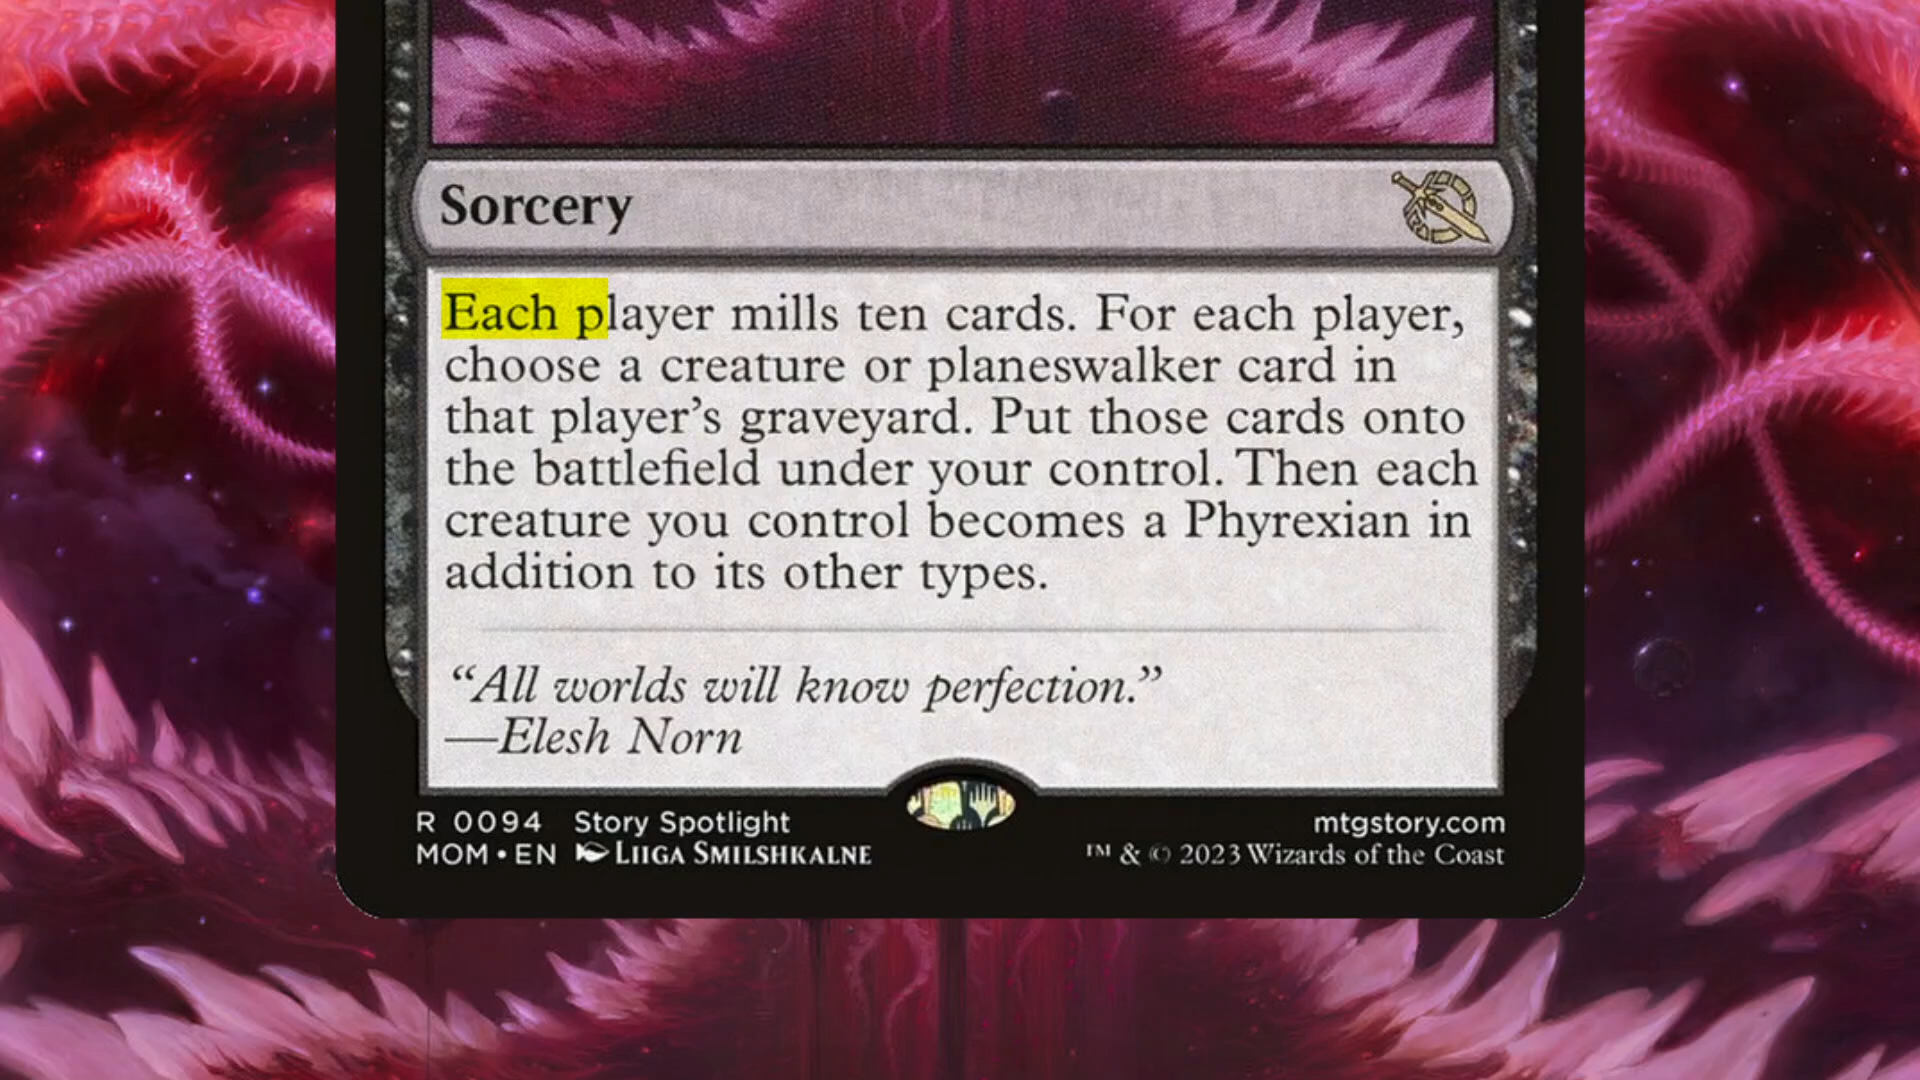 Sorcery
Each player mills ten cards. For each player,
choose a creature or planeswalker card in
that player’s graveyard. Put those cards onto
the battlefield under your control. Then each
creature you control becomes a Phyrexian in
addition to its other types.
“All worlds will know perfection.”
—Elesh Norn
R 0094 Story Spotlight
mtgstory.com
MOM • EN LIIGA SMILSHKALNE
™ & © 2023 Wizards of the Coast